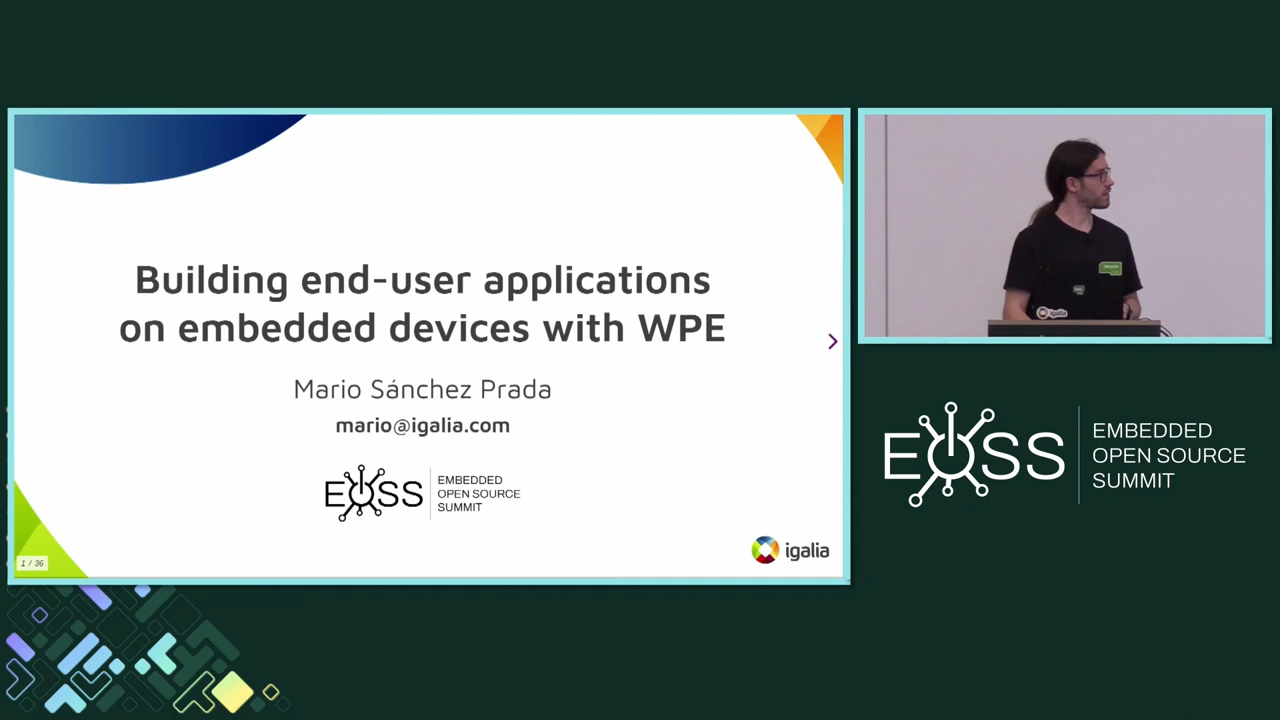 Building end-user applications
on embedded devices with WPE
Mario Sánchez Prada
mario@igalia.com
EOSS
EMBEDDED
OPEN SOURCE
SUMMIT
1 / 36
igalia
igalia
EOSS
EMBEDDED
OPEN SOURCE
SUMMIT